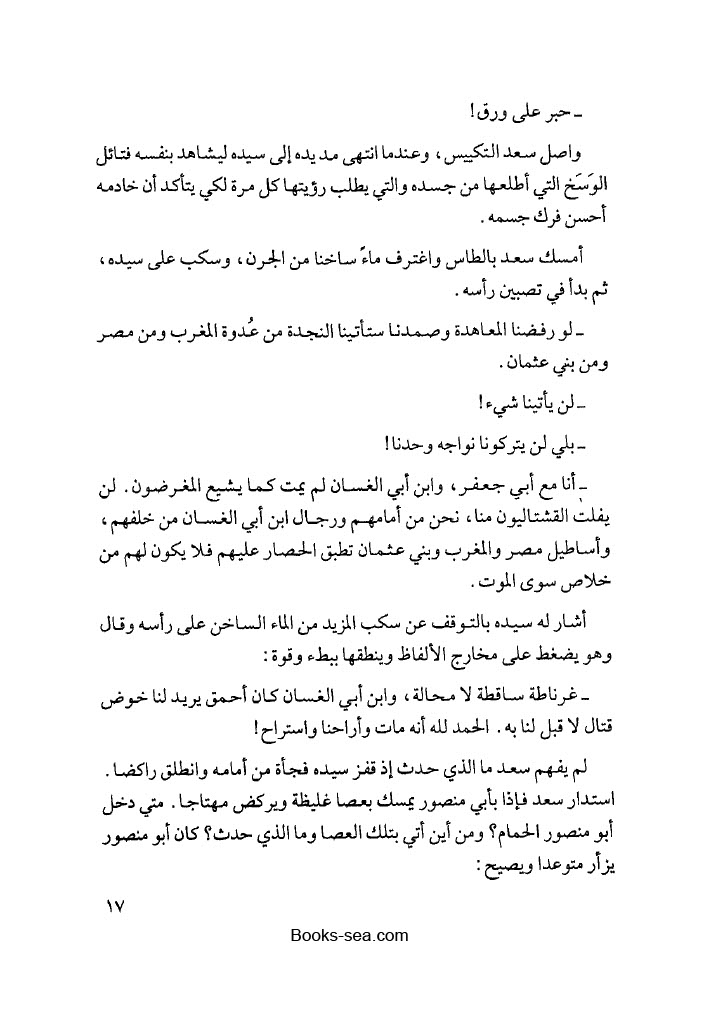 ـ حبر على ورق!
واصل سعد التكييس، وعندما انتهى مد يده إلى سيده ليشاهد بنفسه فتائل
الوَسَخ التي أطلعها من جسده والتي يطلب رؤيتها كل مرة لكي يتأكد أن خادمه
أحسن فرك جسمه.
أمسك سعد بالطاس واغترف ماءً ساخنا من الجرن، وسكب على سيده،
ثم بدأ في تصبين رأسه.
ـ لو رفضنا المعاهدة وصمدنا ستأتينا النجدة من عُدوة المغرب ومن مصر
ومن بني عثمان.
ـ لن يأتينا شيء!
ـ بلي لن يتركونا نواجه وحدنا!
ـ أنا مع أبي جعفر، وابن أبي الغسان لم يمت كما يشيع المغرضون. لن
يفلت القشتاليون منا، نحن من أمامهم ورجال ابن أبي الغسان من خلفهم،
وأساطيل مصر والمغرب وبني عثمان تطبق الحصار عليهم فلا يكون لهم من
خلاص سوى الموت.
أشار له سيده بالتوقف عن سكب المزيد من الماء الساخن على رأسه وقال
وهو يضغط على مخارج الألفاظ وينطقها ببطء وقوة:
ـ غرناطة ساقطة لا محالة، وابن أبي الغسان كان أحمق يريد لنا خوض
قتال لا قبل لنا به. الحمد لله أنه مات وأراحنا واستراح!
لم يفهم سعد ما الذي حدث إذ قفز سيده فجأة من أمامه وانطلق راكضا.
استدار سعد فإذا بأبي منصور يمسك بعصا غليظة ويركض مهتاجا. متي دخل
أبو منصور الحمام؟ ومن أين أتي بتلك العصا وما الذي حدث؟ كان أبو منصور
يزأر متوعدا ويصيح:
١٧
Books-sea.com